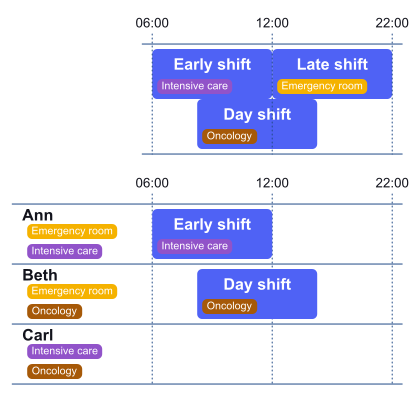 06:00 12:00 22:00
Early shift Late shift
Intensive care Emergency room
Day shift
Oncology
06:00 12:00 22:00
Ann
Emergency room Early shift
Intensive care Intensive care
Beth
Emergency room Day shift
Oncology Oncology
Carl
Intensive care
Oncology